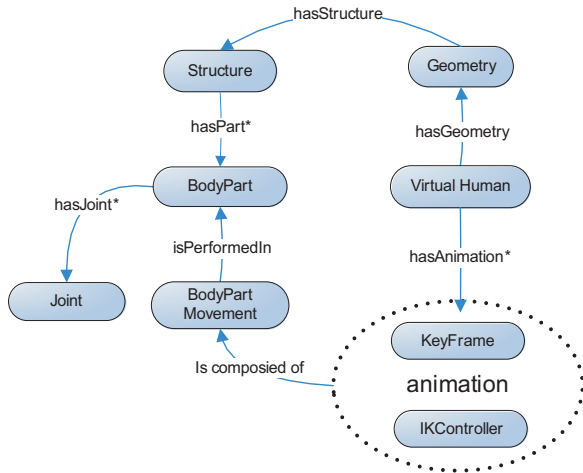 hasStructure
Structure
Geometry
hasPart*
hasGeometry
BodyPart
Virtual Human
hasJoint*
isPerformedIn
hasAnimation*
Joint
BodyPart
Movement
KeyFrame
Is composied of
animation
IKController